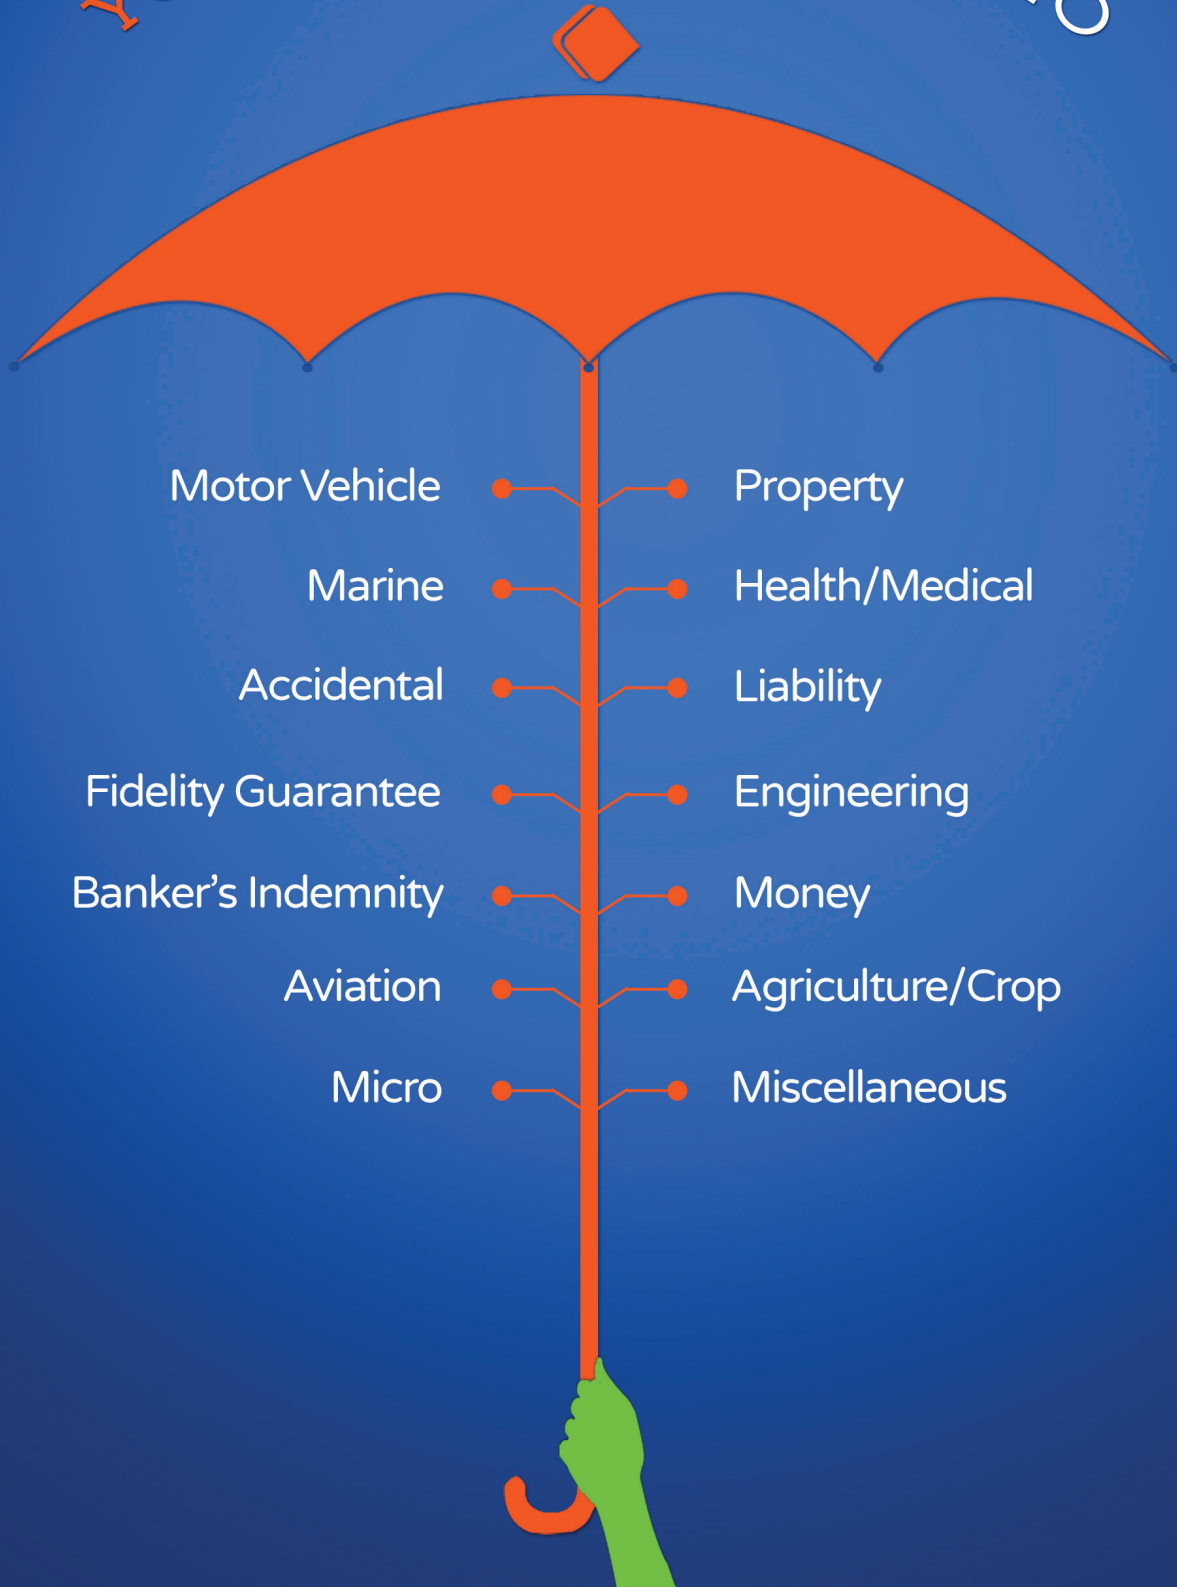 Motor Vehicle
Property
Marine
Health/Medical
Accidental
Liability
Fidelity Guarantee
Engineering
Banker's Indemnity
Money
Aviation
Agriculture/Crop
Micro
Miscellaneous